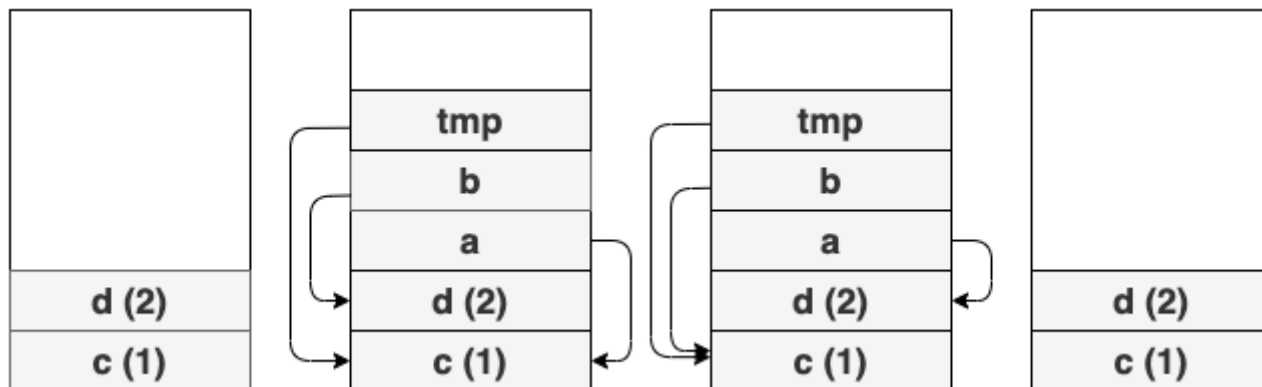 d (2)
c (1)
tmp
b
a
d (2)
c (1)
tmp
b
a
d (2)
c (1)
d (2)
c (1)